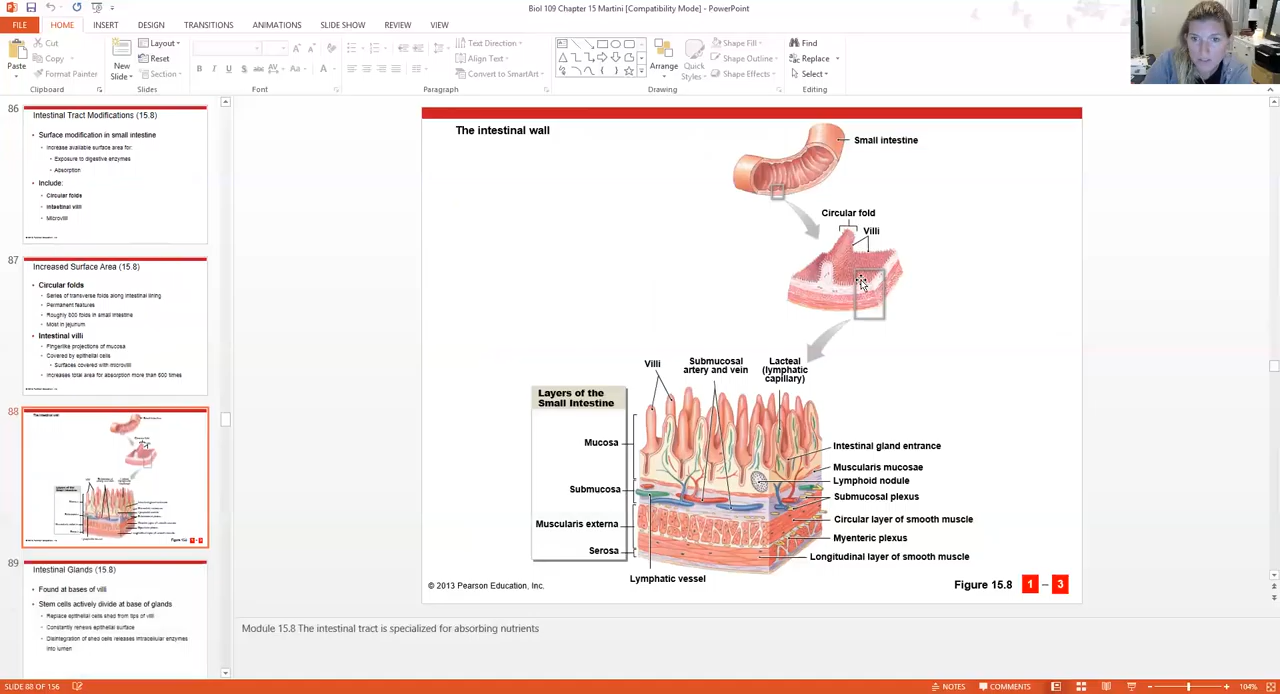 Biol 109 Chapter 15 Martini [Compatibility Mode] - PowerPoint
FILE HOME INSERT DESIGN TRANSITIONS ANIMATIONS SLIDE SHOW REVIEW VIEW
Paste
Cut
Copy
Format Painter
Clipboard
New
Slide
Layout
Reset
Section
Slides
B I U S abc AV Aa A
Font
Text Direction
Align Text
Convert to SmartArt
Paragraph
Arrange
Quick
Styles
Shape Fill
Shape Outline
Shape Effects
Drawing
Find
Replace
Select
Editing
86
Intestinal Tract Modifications (15.8)
• Surface modification in small intestine
• Increase available surface area for:
• Exposure to digestive enzymes
• Absorption
• Include:
• Circular folds
• Intestinal villi
• Microvilli
87
Increased Surface Area (15.8)
• Circular folds
• Series of transverse folds along intestinal lining
• Permanent features
• Roughly 800 folds in small intestine
• Most in jejunum
• Intestinal villi
• Fingerlike projections of mucosa
• Covered by epithelial cells
• Surfaces covered with microvilli
• Increases total area for absorption more than 600 times
88
The intestinal wall
89
Intestinal Glands (15.8)
• Found at bases of villi
• Stem cells actively divide at base of glands
• Replace epithelial cells shed from tips of villi
• Constantly renews epithelial surface
• Disintegration of shed cells releases intracellular enzymes
into lumen
The intestinal wall
Small intestine
Circular fold
Villi
Villi
Submucosal
artery and vein
Lacteal
(lymphatic
capillary)
Layers of the
Small Intestine
Mucosa
Submucosa
Muscularis externa
Serosa
Intestinal gland entrance
Muscularis mucosae
Lymphoid nodule
Submucosal plexus
Circular layer of smooth muscle
Myenteric plexus
Longitudinal layer of smooth muscle
Lymphatic vessel
© 2013 Pearson Education, Inc.
Figure 15.8 1 – 3
Module 15.8 The intestinal tract is specialized for absorbing nutrients
SLIDE 88 OF 156
NOTES COMMENTS 104%